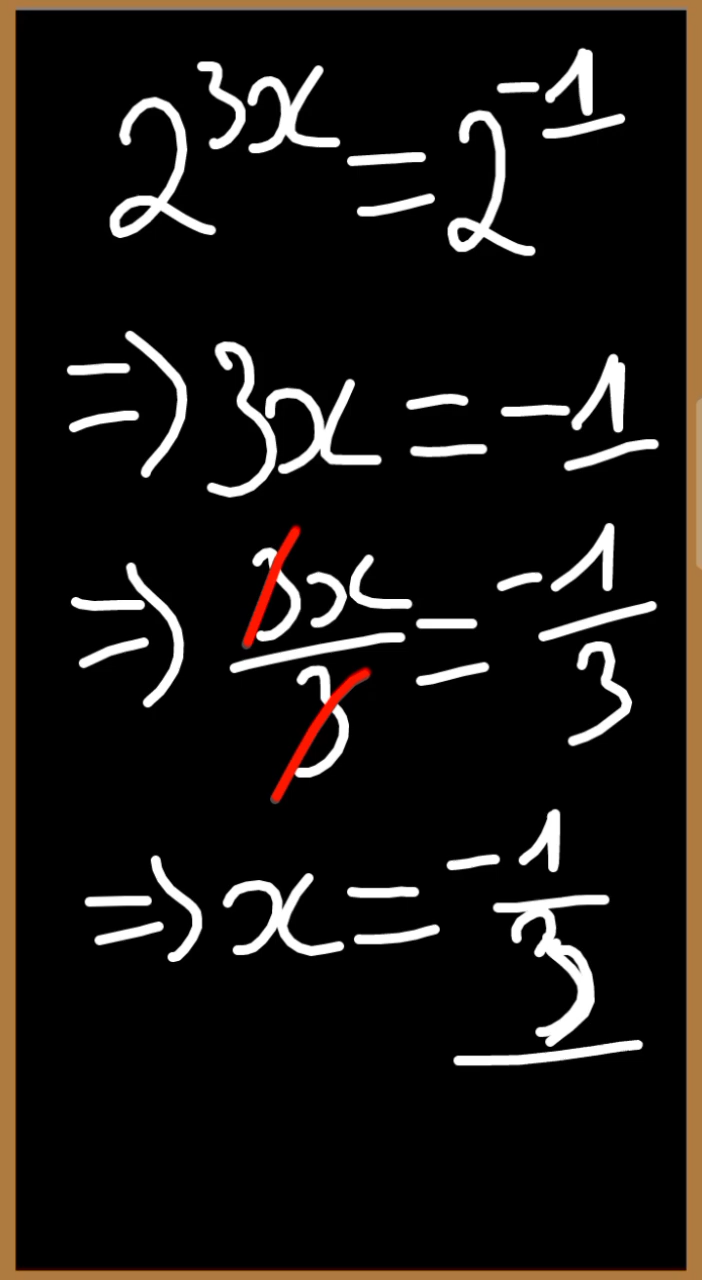 2^{3x} = 2^{-1}
⇒ 3x = -1
⇒ 3x/3 = -1/3
⇒ x = -1/3